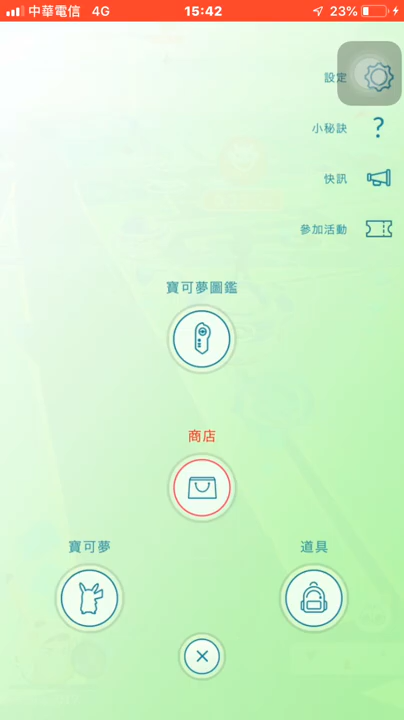 中華電信 4G 15:42 23%
設定
小秘訣 ?
快訊
參加活動
寶可夢圖鑑
商店
寶可夢
道具